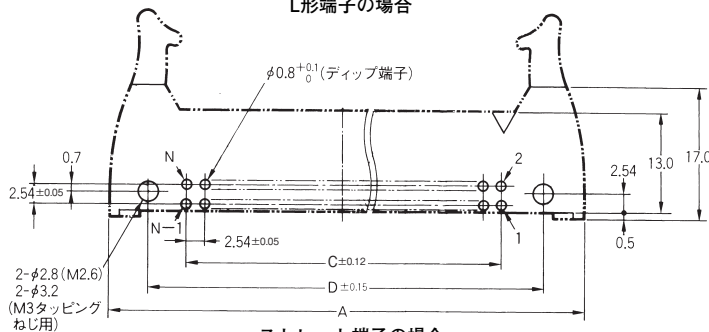 L形端子の場合
φ0.8 +0.1 0 (ディップ端子)
N
2
0.7
2.54±0.05
2.54
13.0
17.0
N−1
2.54±0.05
1
0.5
C±0.12
D±0.15
A
2-φ2.8(M2.6)
2-φ3.2
(M3タッピング
ねじ用)
ストレート端子の場合